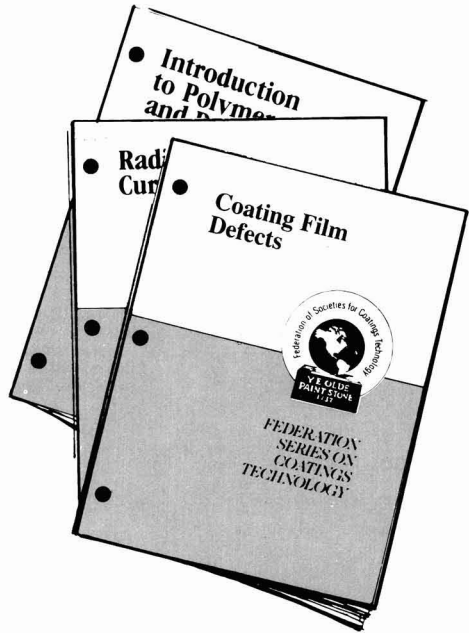 Introduction
to Polymer
and
Radi
Cur
Coating Film
Defects
Federation of Societies for Coatings Technology
YE OLDE
PAINT STONE
FEDERATION
SERIES ON
COATINGS
TECHNOLOGY